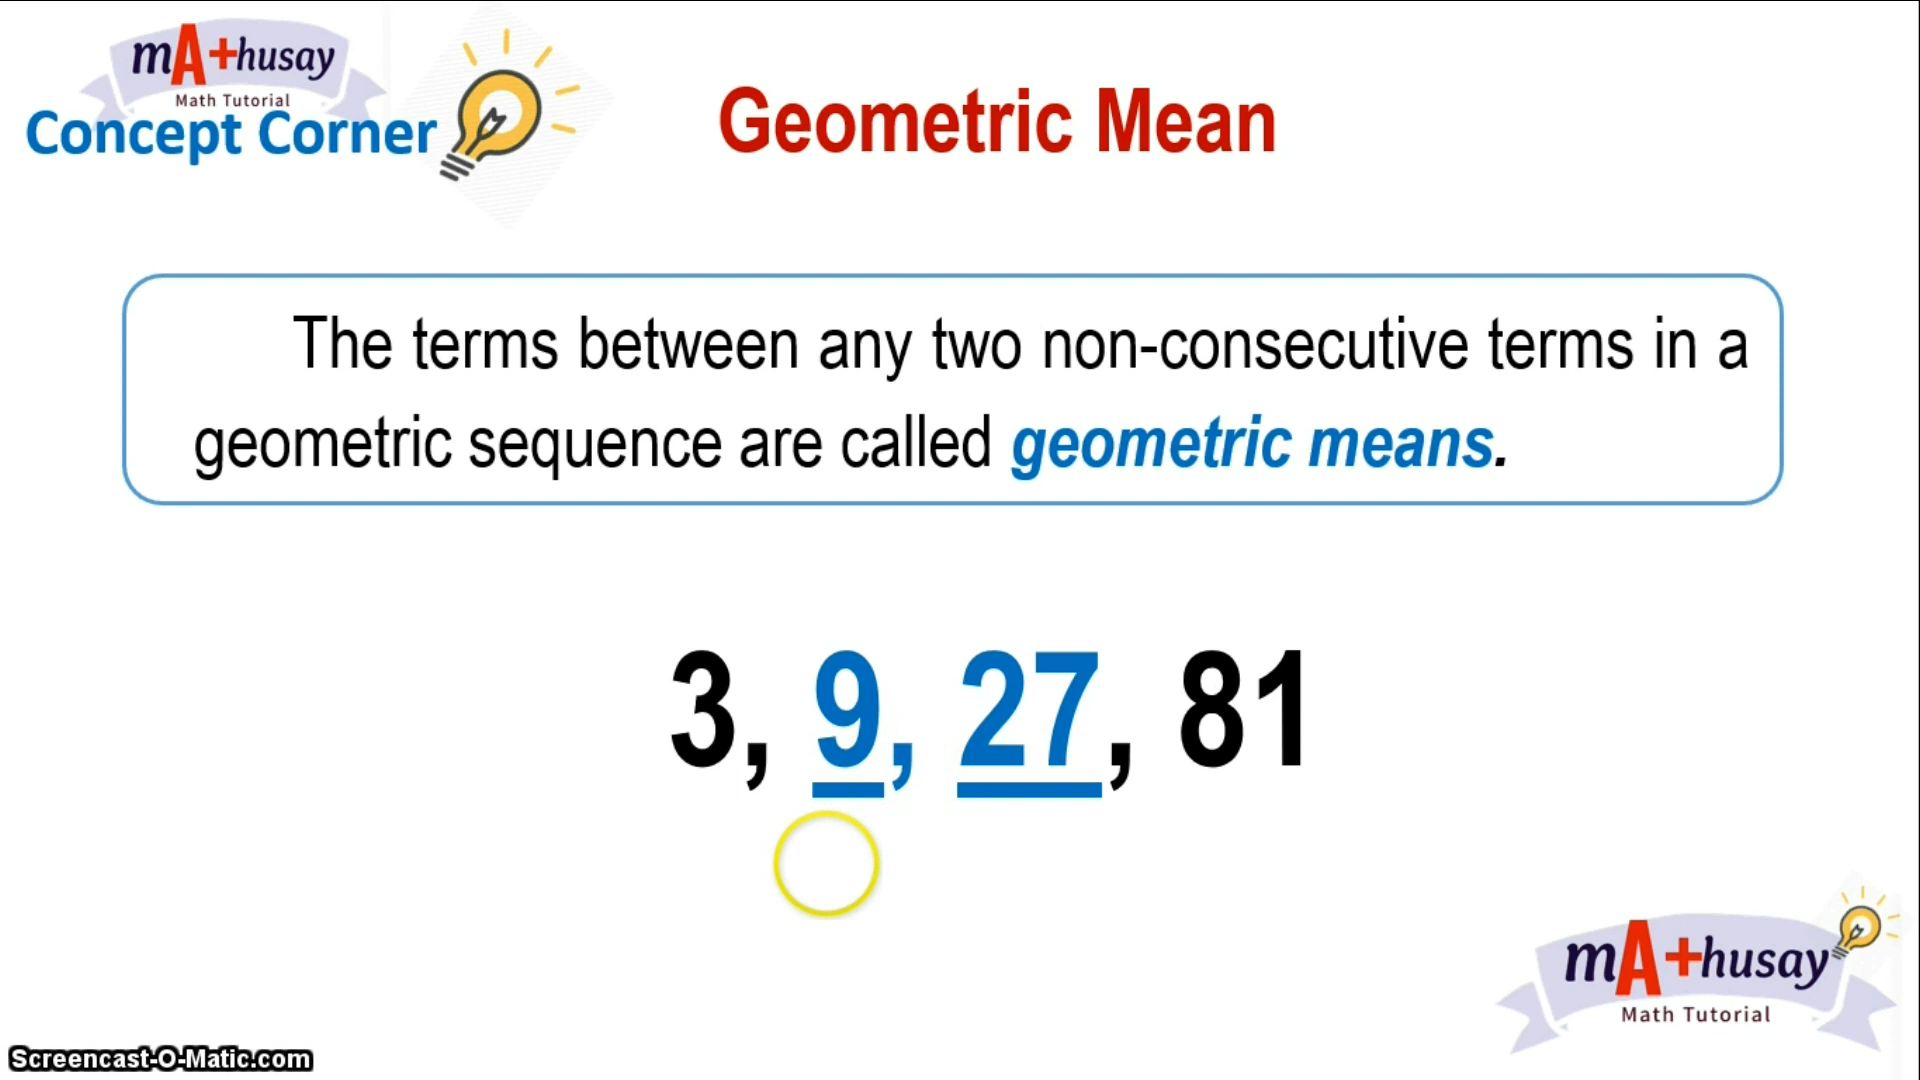 mA+husay
Math Tutorial
Concept Corner
Geometric Mean
The terms between any two non-consecutive terms in a
geometric sequence are called geometric means.
3, 9, 27, 81
mA+husay
Math Tutorial
Screencast-O-Matic.com